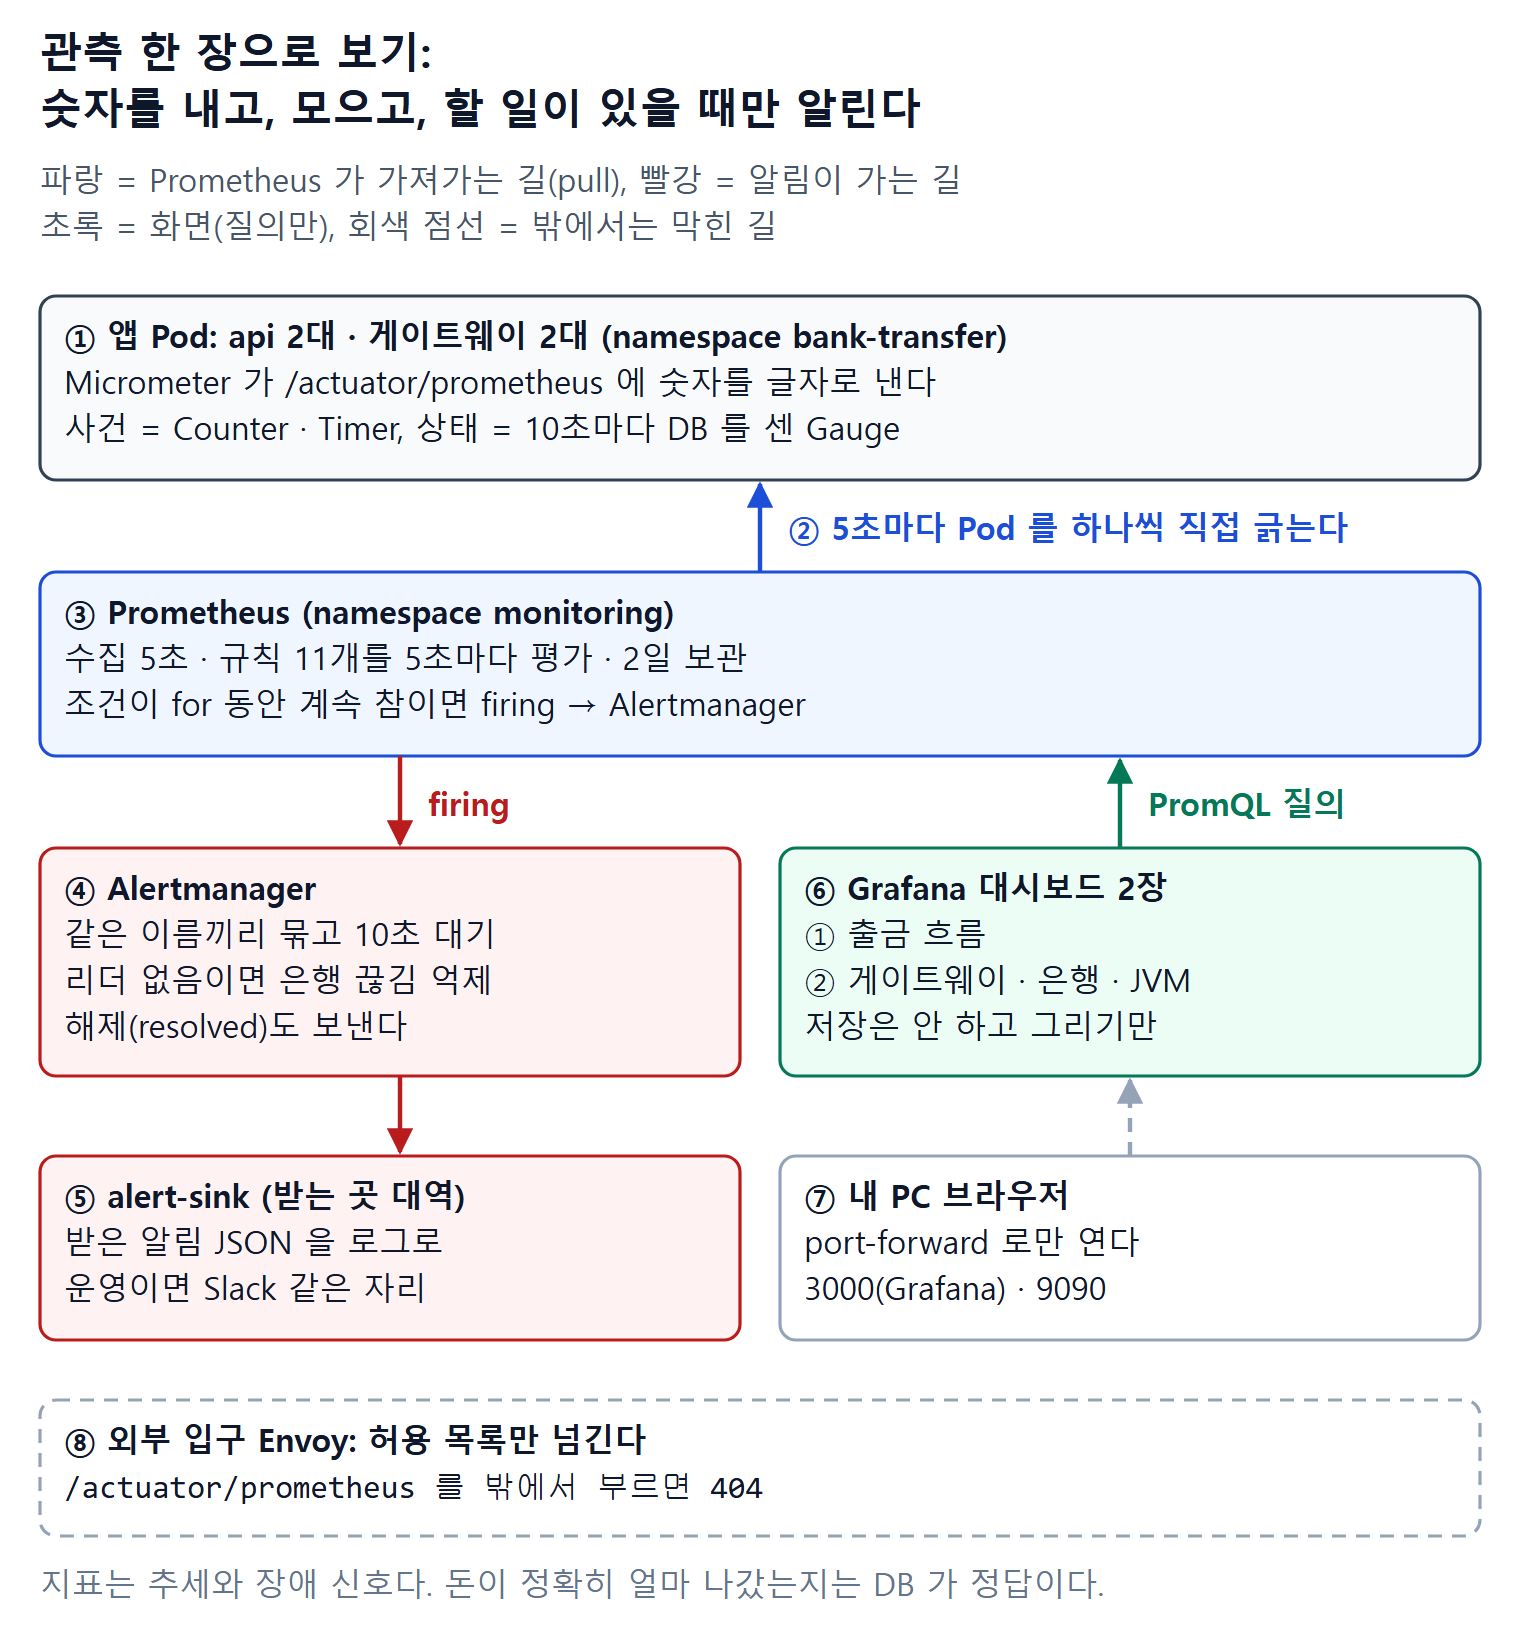 관측 한 장으로 보기:
숫자를 내고, 모으고, 할 일이 있을 때만 알린다
파랑 = Prometheus 가 가져가는 길(pull), 빨강 = 알림이 가는 길
초록 = 화면(질의만), 회색 점선 = 밖에서는 막힌 길
① 앱 Pod: api 2대 · 게이트웨이 2대 (namespace bank-transfer)
Micrometer 가 /actuator/prometheus 에 숫자를 글자로 낸다
사건 = Counter · Timer, 상태 = 10초마다 DB 를 센 Gauge
② 5초마다 Pod 를 하나씩 직접 긁는다
③ Prometheus (namespace monitoring)
수집 5초 · 규칙 11개를 5초마다 평가 · 2일 보관
조건이 for 동안 계속 참이면 firing → Alertmanager
firing
PromQL 질의
④ Alertmanager
같은 이름끼리 묶고 10초 대기
리더 없음이면 은행 끊김 억제
해제(resolved)도 보낸다
⑥ Grafana 대시보드 2장
① 출금 흐름
② 게이트웨이 · 은행 · JVM
저장은 안 하고 그리기만
⑤ alert-sink (받는 곳 대역)
받은 알림 JSON 을 로그로
운영이면 Slack 같은 자리
⑦ 내 PC 브라우저
port-forward 로만 연다
3000(Grafana) · 9090
⑧ 외부 입구 Envoy: 허용 목록만 넘긴다
/actuator/prometheus 를 밖에서 부르면 404
지표는 추세와 장애 신호다. 돈이 정확히 얼마 나갔는지는 DB 가 정답이다.